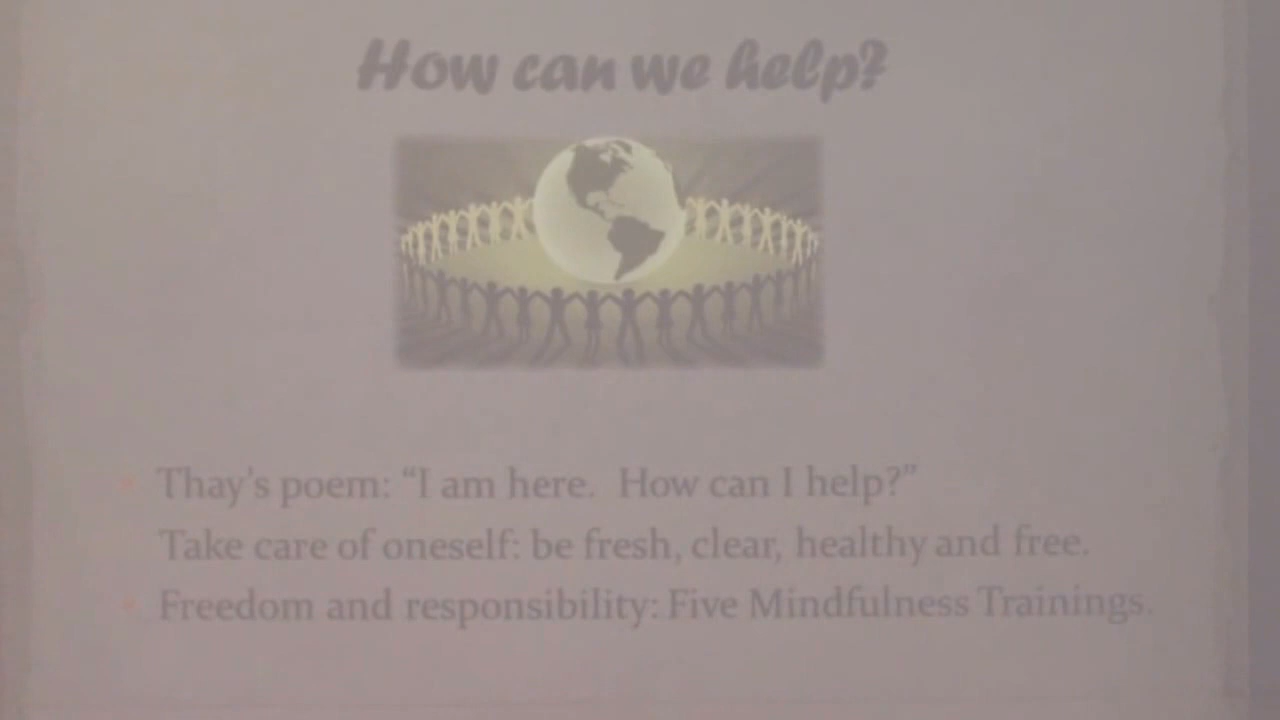 How can we help?
Thay's poem: “I am here. How can I help?”
Take care of oneself: be fresh, clear, healthy and free.
Freedom and responsibility: Five Mindfulness Trainings.